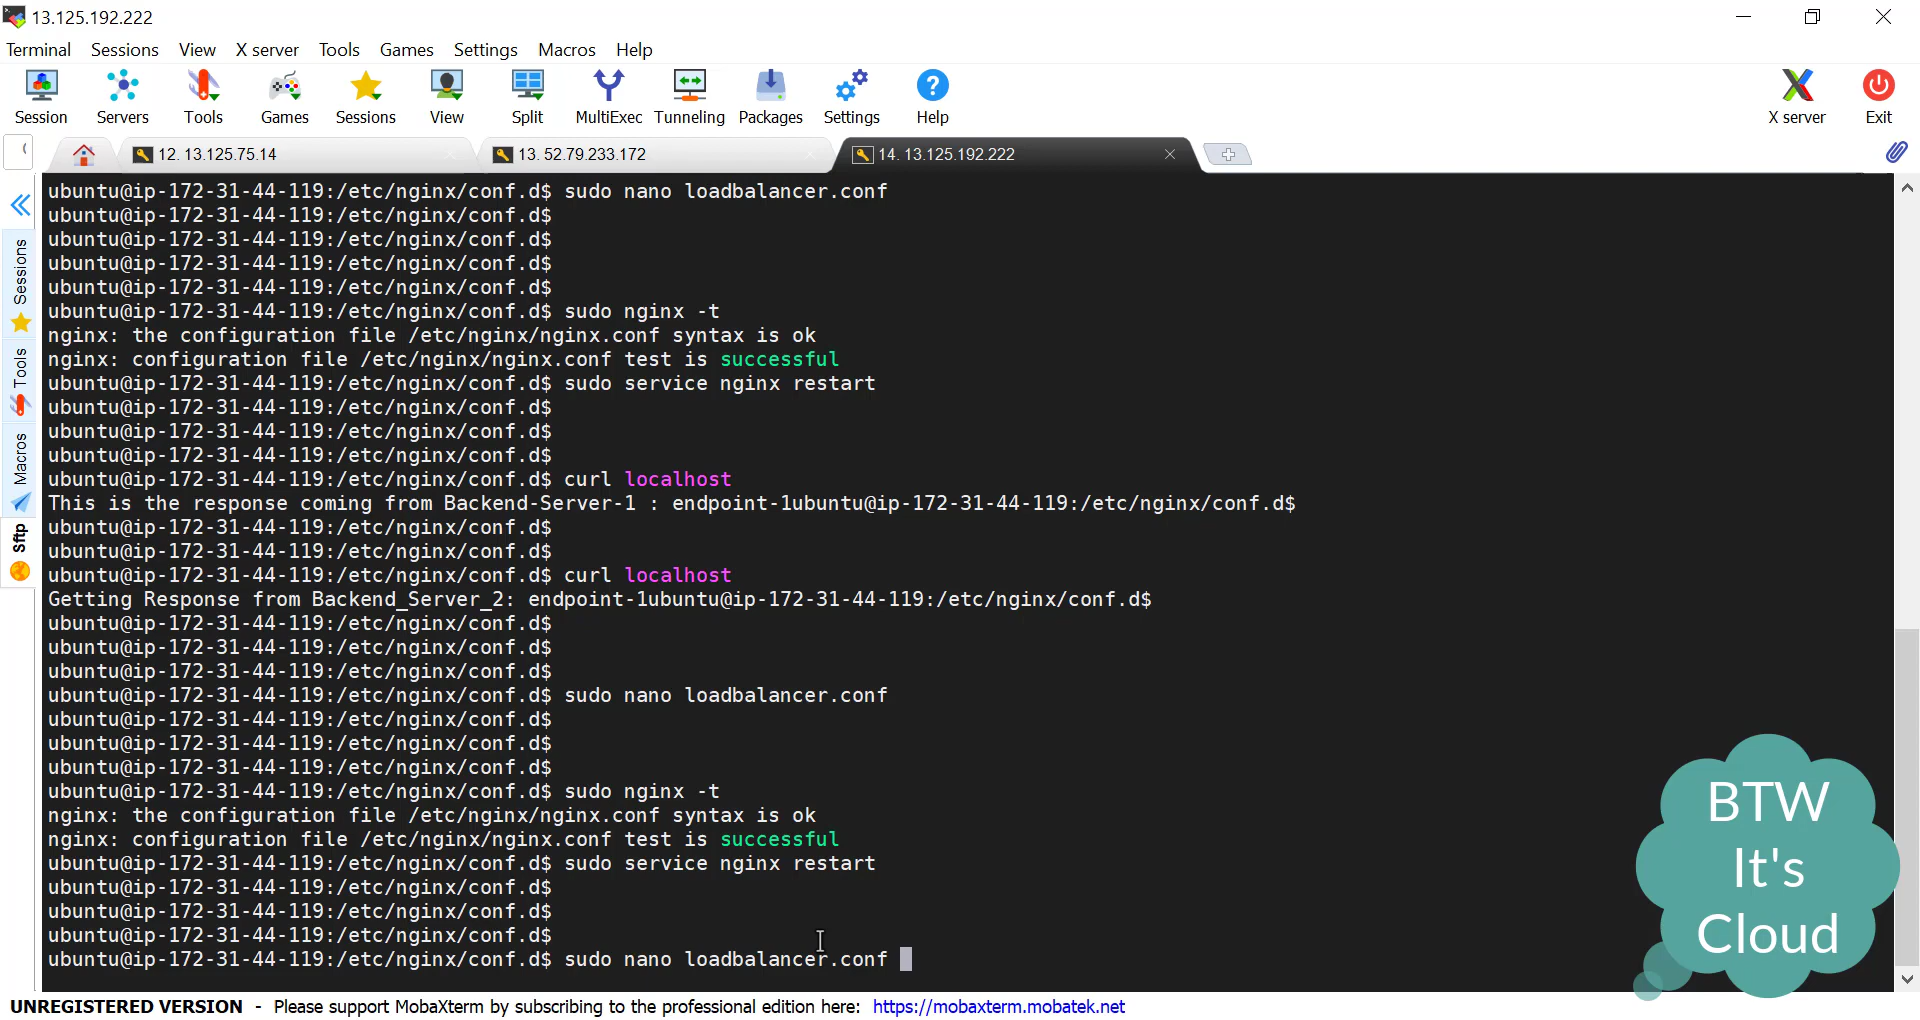 13.125.192.222
Terminal Sessions View X server Tools Games Settings Macros Help
Session Servers Tools Games Sessions View Split MultiExec Tunneling Packages Settings Help X server Exit
12. 13.125.75.14 13. 52.79.233.172 14. 13.125.192.222
Sessions
Tools
Macros
Sftp
ubuntu@ip-172-31-44-119:/etc/nginx/conf.d$ sudo nano loadbalancer.conf
ubuntu@ip-172-31-44-119:/etc/nginx/conf.d$
ubuntu@ip-172-31-44-119:/etc/nginx/conf.d$
ubuntu@ip-172-31-44-119:/etc/nginx/conf.d$
ubuntu@ip-172-31-44-119:/etc/nginx/conf.d$
ubuntu@ip-172-31-44-119:/etc/nginx/conf.d$ sudo nginx -t
nginx: the configuration file /etc/nginx/nginx.conf syntax is ok
nginx: configuration file /etc/nginx/nginx.conf test is successful
ubuntu@ip-172-31-44-119:/etc/nginx/conf.d$ sudo service nginx restart
ubuntu@ip-172-31-44-119:/etc/nginx/conf.d$
ubuntu@ip-172-31-44-119:/etc/nginx/conf.d$
ubuntu@ip-172-31-44-119:/etc/nginx/conf.d$
ubuntu@ip-172-31-44-119:/etc/nginx/conf.d$ curl localhost
This is the response coming from Backend-Server-1 : endpoint-1ubuntu@ip-172-31-44-119:/etc/nginx/conf.d$
ubuntu@ip-172-31-44-119:/etc/nginx/conf.d$
ubuntu@ip-172-31-44-119:/etc/nginx/conf.d$
ubuntu@ip-172-31-44-119:/etc/nginx/conf.d$ curl localhost
Getting Response from Backend_Server_2: endpoint-1ubuntu@ip-172-31-44-119:/etc/nginx/conf.d$
ubuntu@ip-172-31-44-119:/etc/nginx/conf.d$
ubuntu@ip-172-31-44-119:/etc/nginx/conf.d$
ubuntu@ip-172-31-44-119:/etc/nginx/conf.d$
ubuntu@ip-172-31-44-119:/etc/nginx/conf.d$ sudo nano loadbalancer.conf
ubuntu@ip-172-31-44-119:/etc/nginx/conf.d$
ubuntu@ip-172-31-44-119:/etc/nginx/conf.d$
ubuntu@ip-172-31-44-119:/etc/nginx/conf.d$
ubuntu@ip-172-31-44-119:/etc/nginx/conf.d$ sudo nginx -t
nginx: the configuration file /etc/nginx/nginx.conf syntax is ok
nginx: configuration file /etc/nginx/nginx.conf test is successful
ubuntu@ip-172-31-44-119:/etc/nginx/conf.d$ sudo service nginx restart
ubuntu@ip-172-31-44-119:/etc/nginx/conf.d$
ubuntu@ip-172-31-44-119:/etc/nginx/conf.d$
ubuntu@ip-172-31-44-119:/etc/nginx/conf.d$
ubuntu@ip-172-31-44-119:/etc/nginx/conf.d$ sudo nano loadbalancer.conf
BTW
It's
Cloud
UNREGISTERED VERSION - Please support MobaXterm by subscribing to the professional edition here: https://mobaxterm.mobatek.net